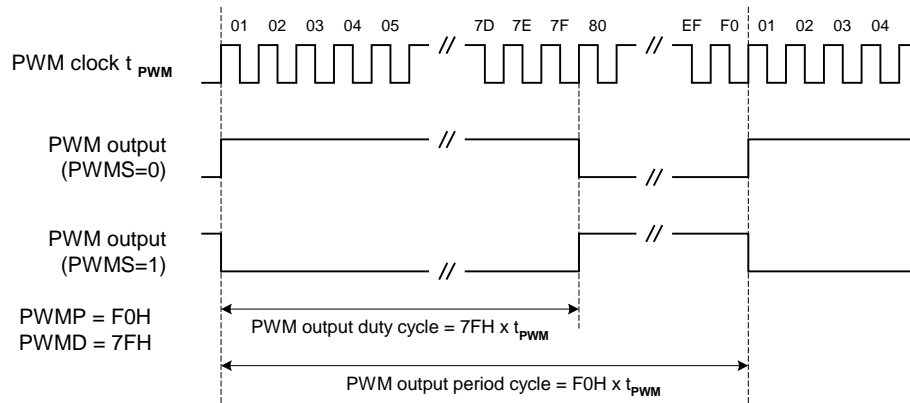 01 02 03 04 05 // 7D 7E 7F 80 // EF F0 01 02 03 04
PWM clock t PWM
PWM output
(PWMS=0)
PWM output
(PWMS=1)
PWMP = F0H
PWMD = 7FH
PWM output duty cycle = 7FH x tPWM
PWM output period cycle = F0H x tPWM